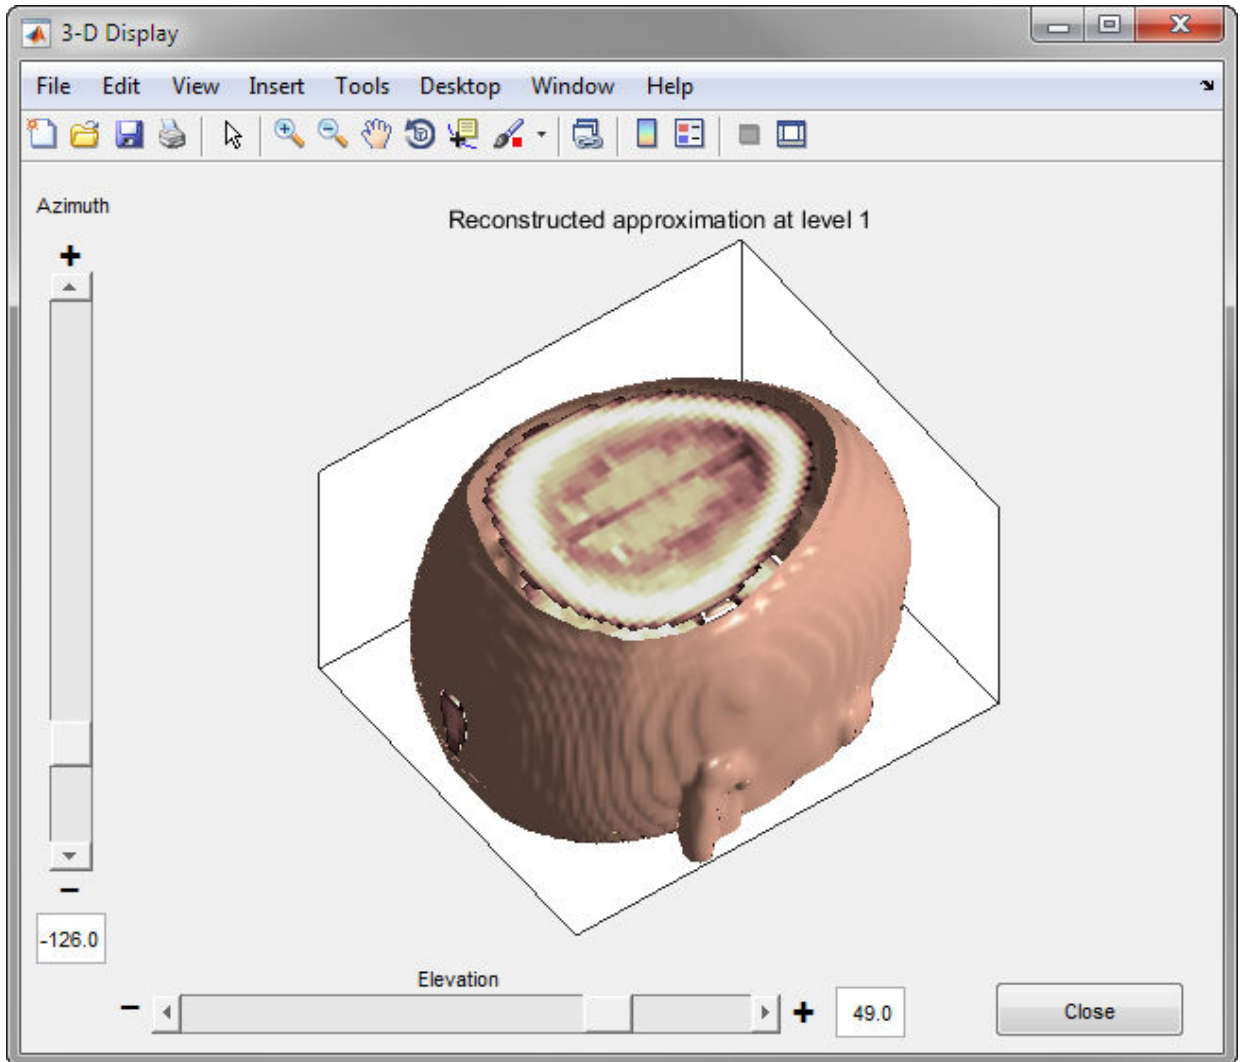 3-D Display
File Edit View Insert Tools Desktop Window Help
Azimuth
Reconstructed approximation at level 1
+
−
-126.0
Elevation
− + 49.0 Close